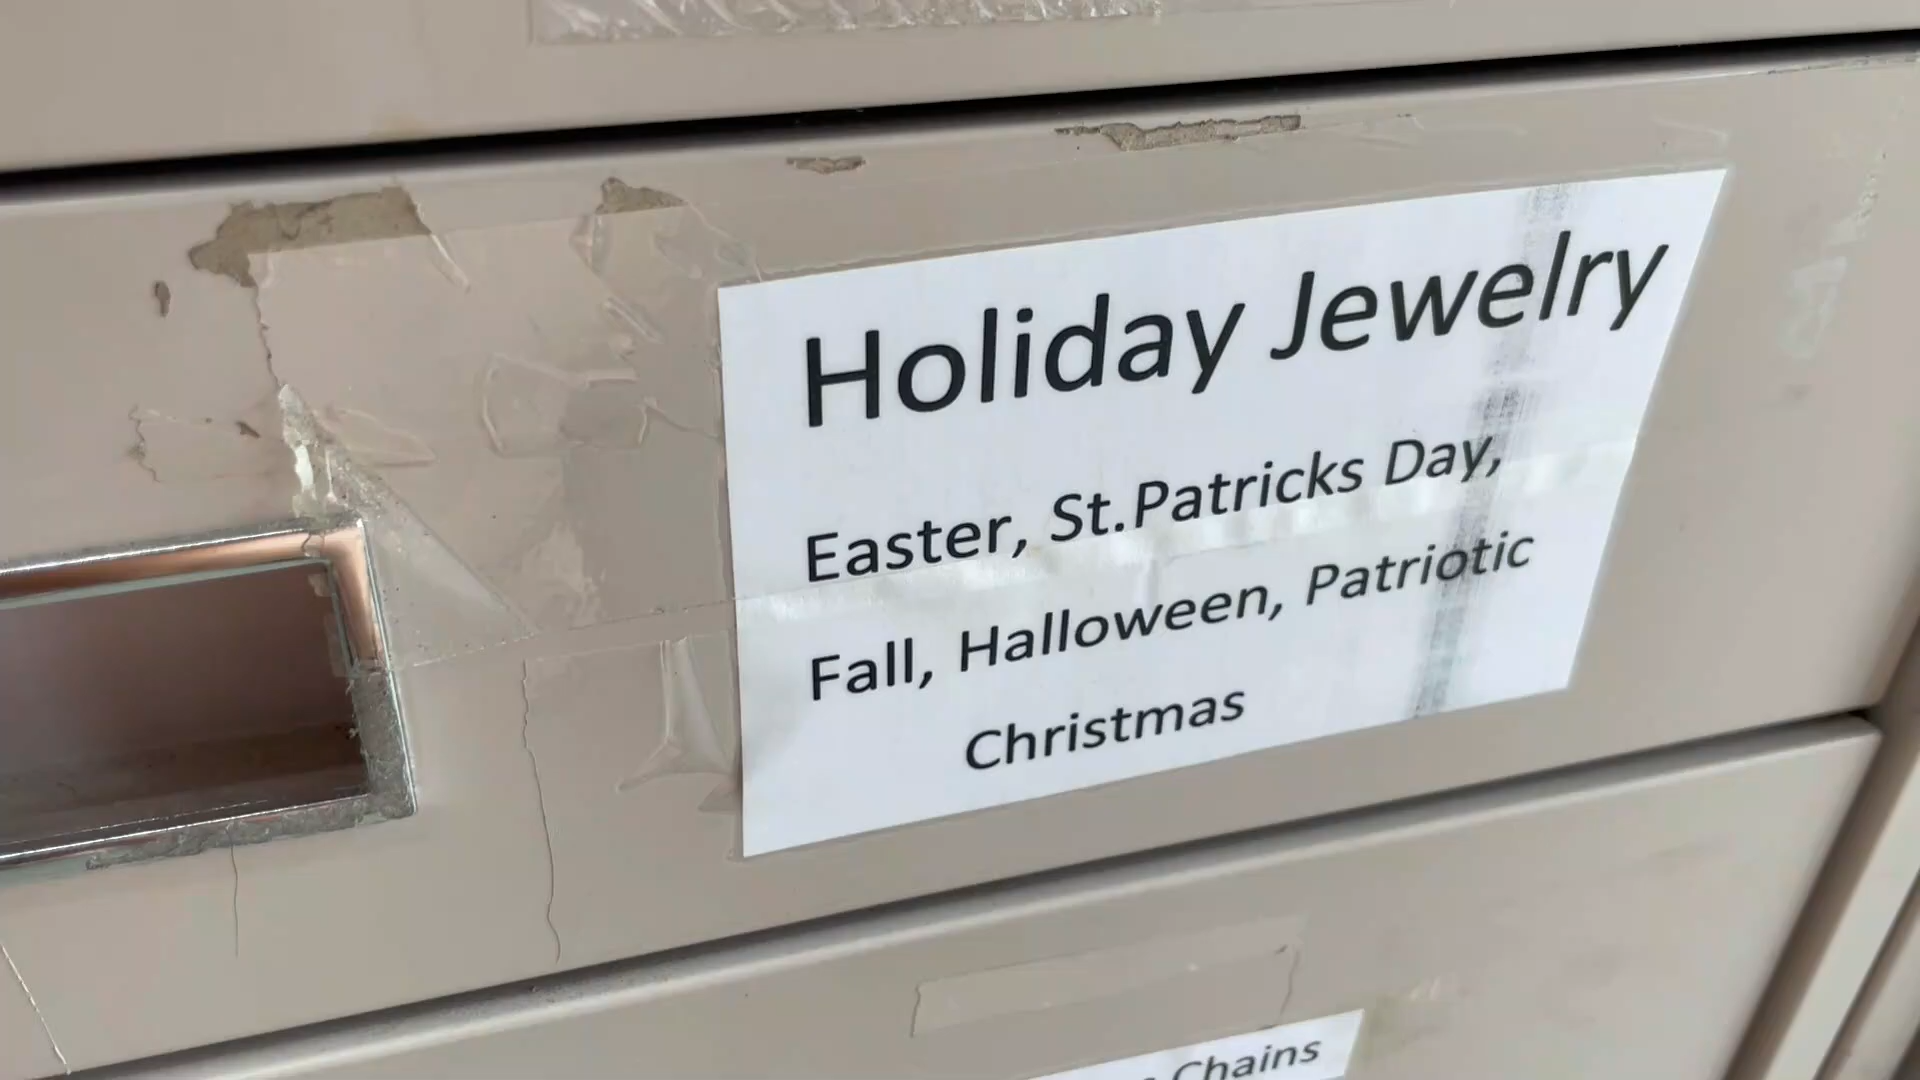 Holiday Jewelry
Easter, St.Patricks Day,
Fall, Halloween, Patriotic
Christmas
Chains